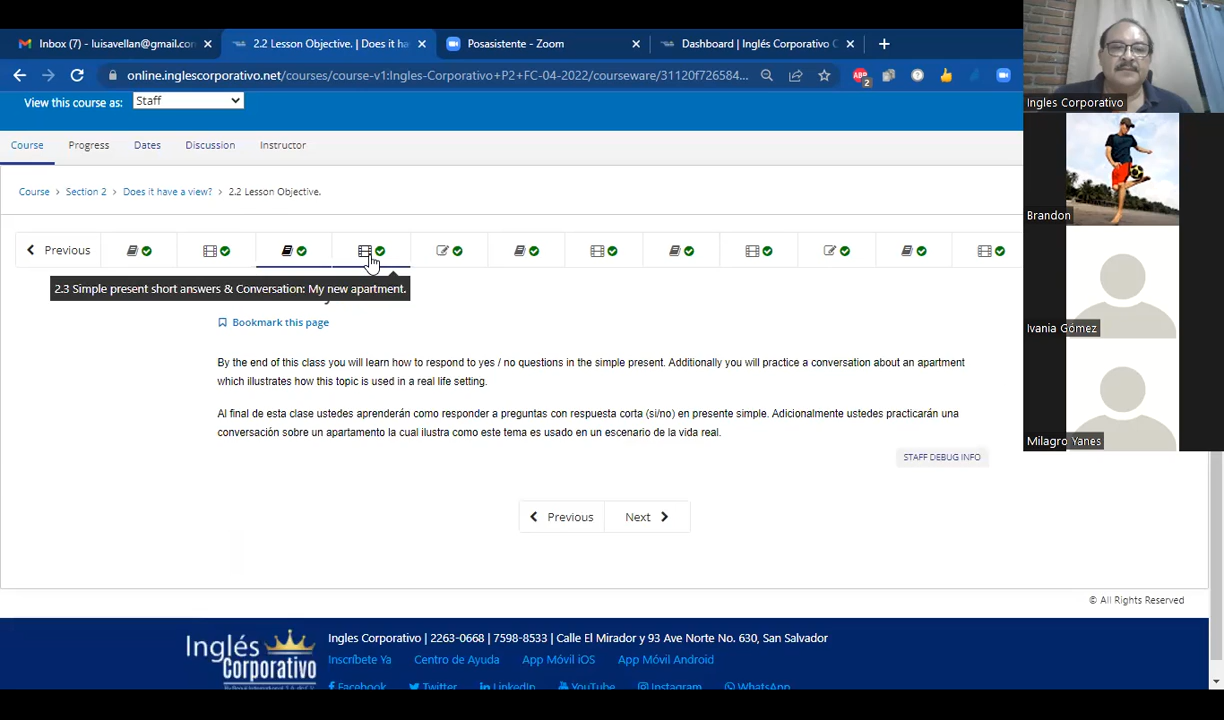 Inbox (7) - luisavellan@gmail.con
2.2 Lesson Objective. | Does it ha
Posasistente - Zoom
Dashboard | Inglés Corporativo C
online.inglescorporativo.net/courses/course-v1:Ingles-Corporativo+P2+FC-04-2022/courseware/31120f726584...
2
View this course as:
Staff
Course
Progress
Dates
Discussion
Instructor
Course > Section 2 > Does it have a view? > 2.2 Lesson Objective.
Previous
2.3 Simple present short answers & Conversation: My new apartment.
Bookmark this page
By the end of this class you will learn how to respond to yes / no questions in the simple present. Additionally you will practice a conversation about an apartment
which illustrates how this topic is used in a real life setting.
Al final de esta clase ustedes aprenderán como responder a preguntas con respuesta corta (si/no) en presente simple. Adicionalmente ustedes practicarán una
conversación sobre un apartamento la cual ilustra como este tema es usado en un escenario de la vida real.
STAFF DEBUG INFO
Previous
Next
© All Rights Reserved
Inglés
Corporativo
Ingles Corporativo | 2263-0668 | 7598-8533 | Calle El Mirador y 93 Ave Norte No. 630, San Salvador
Inscríbete Ya
Centro de Ayuda
App Móvil iOS
App Móvil Android
Facebook
Twitter
LinkedIn
YouTube
Instagram
WhatsApp
Ingles Corporativo
Brandon
Ivania Gómez
Milagro Yanes